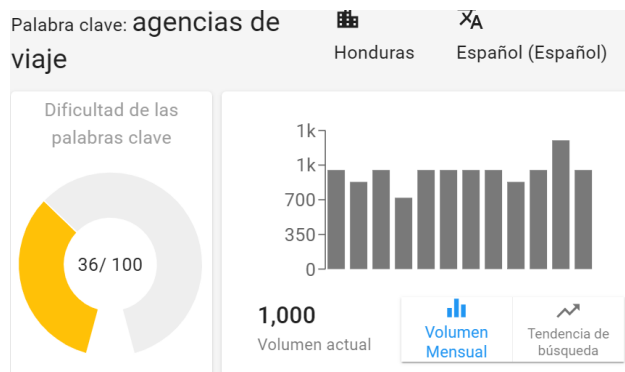 Palabra clave: agencias de
viaje
Honduras
Español (Español)
Dificultad de las
palabras clave
36/ 100
1k
1k
700
350
0
1,000
Volumen actual
Volumen
Mensual
Tendencia de
búsqueda